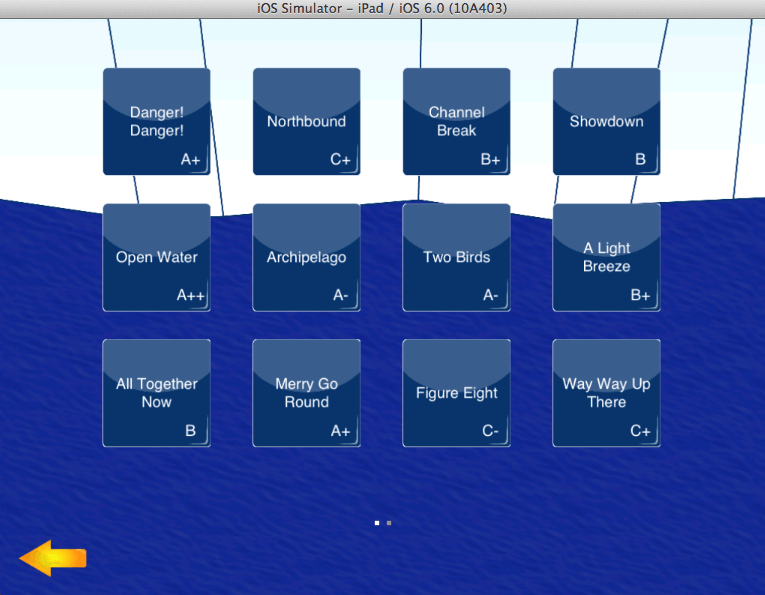 iOS Simulator – iPad / iOS 6.0 (10A403)
Danger!
Danger!
A+
Northbound
C+
Channel
Break
B+
Showdown
B
Open Water
A++
Archipelago
A-
Two Birds
A-
A Light
Breeze
B+
All Together
Now
B
Merry Go
Round
A+
Figure Eight
C-
Way Way Up
There
C+